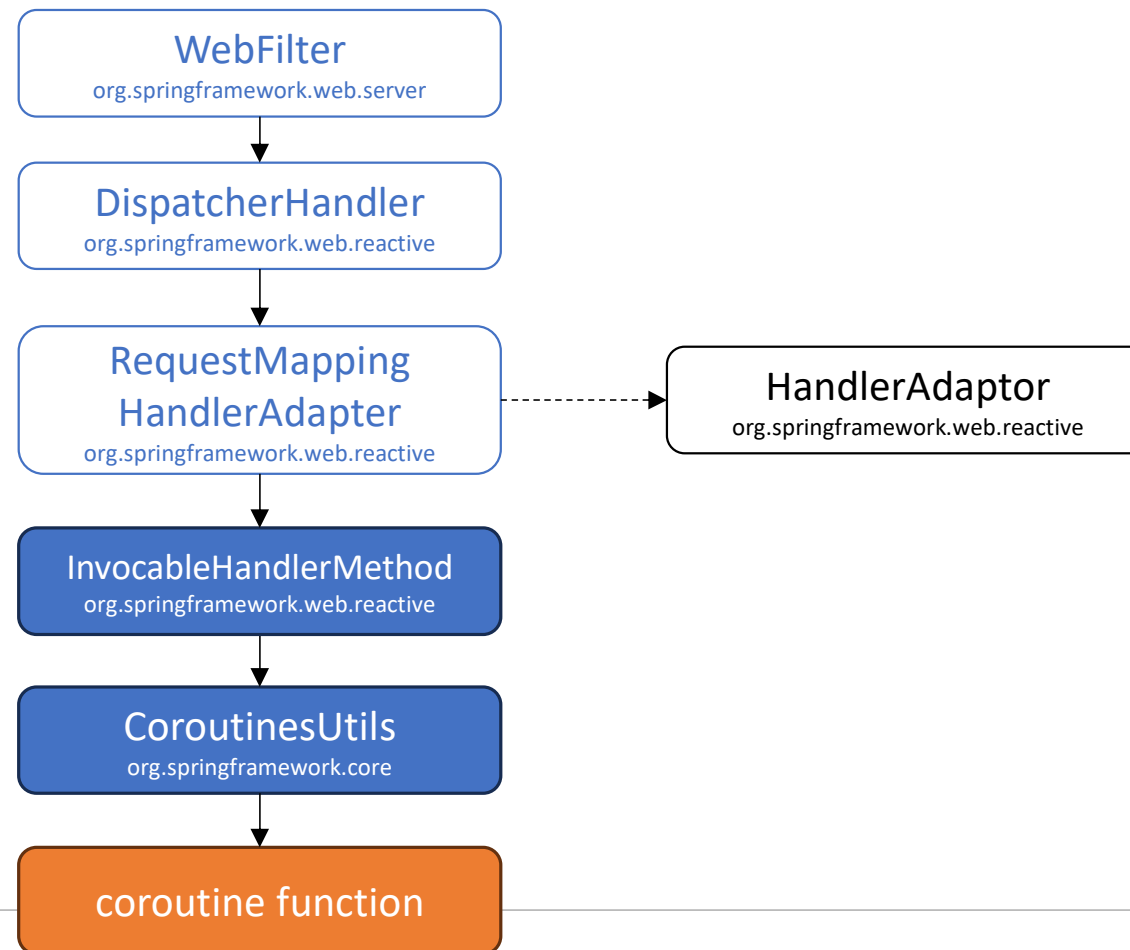 WebFilter
org.springframework.web.server
DispatcherHandler
org.springframework.web.reactive
RequestMapping
HandlerAdapter
org.springframework.web.reactive
HandlerAdaptor
org.springframework.web.reactive
InvocableHandlerMethod
org.springframework.web.reactive
CoroutinesUtils
org.springframework.core
coroutine function